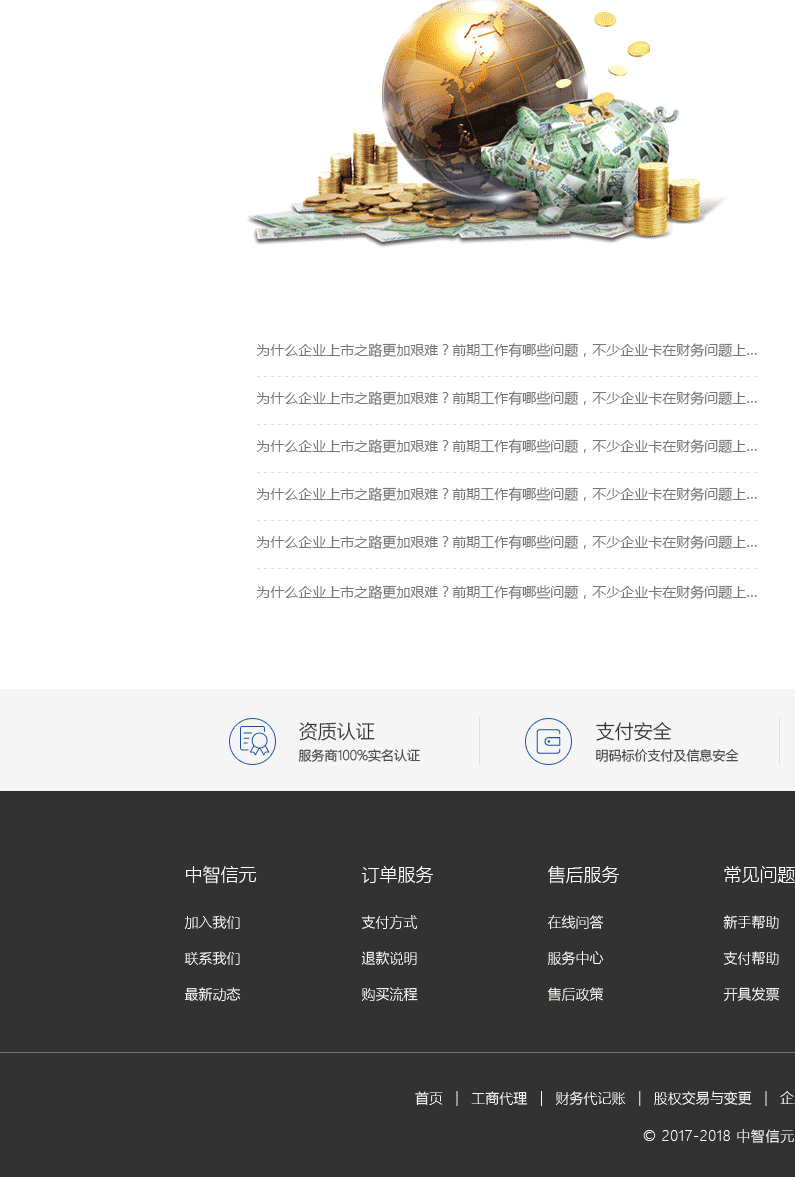 为什么企业上市之路更加艰难？前期工作有哪些问题，不少企业卡在财务问题上...
为什么企业上市之路更加艰难？前期工作有哪些问题，不少企业卡在财务问题上...
为什么企业上市之路更加艰难？前期工作有哪些问题，不少企业卡在财务问题上...
为什么企业上市之路更加艰难？前期工作有哪些问题，不少企业卡在财务问题上...
为什么企业上市之路更加艰难？前期工作有哪些问题，不少企业卡在财务问题上...
为什么企业上市之路更加艰难？前期工作有哪些问题，不少企业卡在财务问题上...
资质认证 支付安全
服务商100%实名认证 明码标价支付及信息安全
中智信元 订单服务 售后服务 常见问题
加入我们 支付方式 在线问答 新手帮助
联系我们 退款说明 服务中心 支付帮助
最新动态 购买流程 售后政策 开具发票
首页 | 工商代理 | 财务代记账 | 股权交易与变更 | 企
© 2017-2018 中智信元